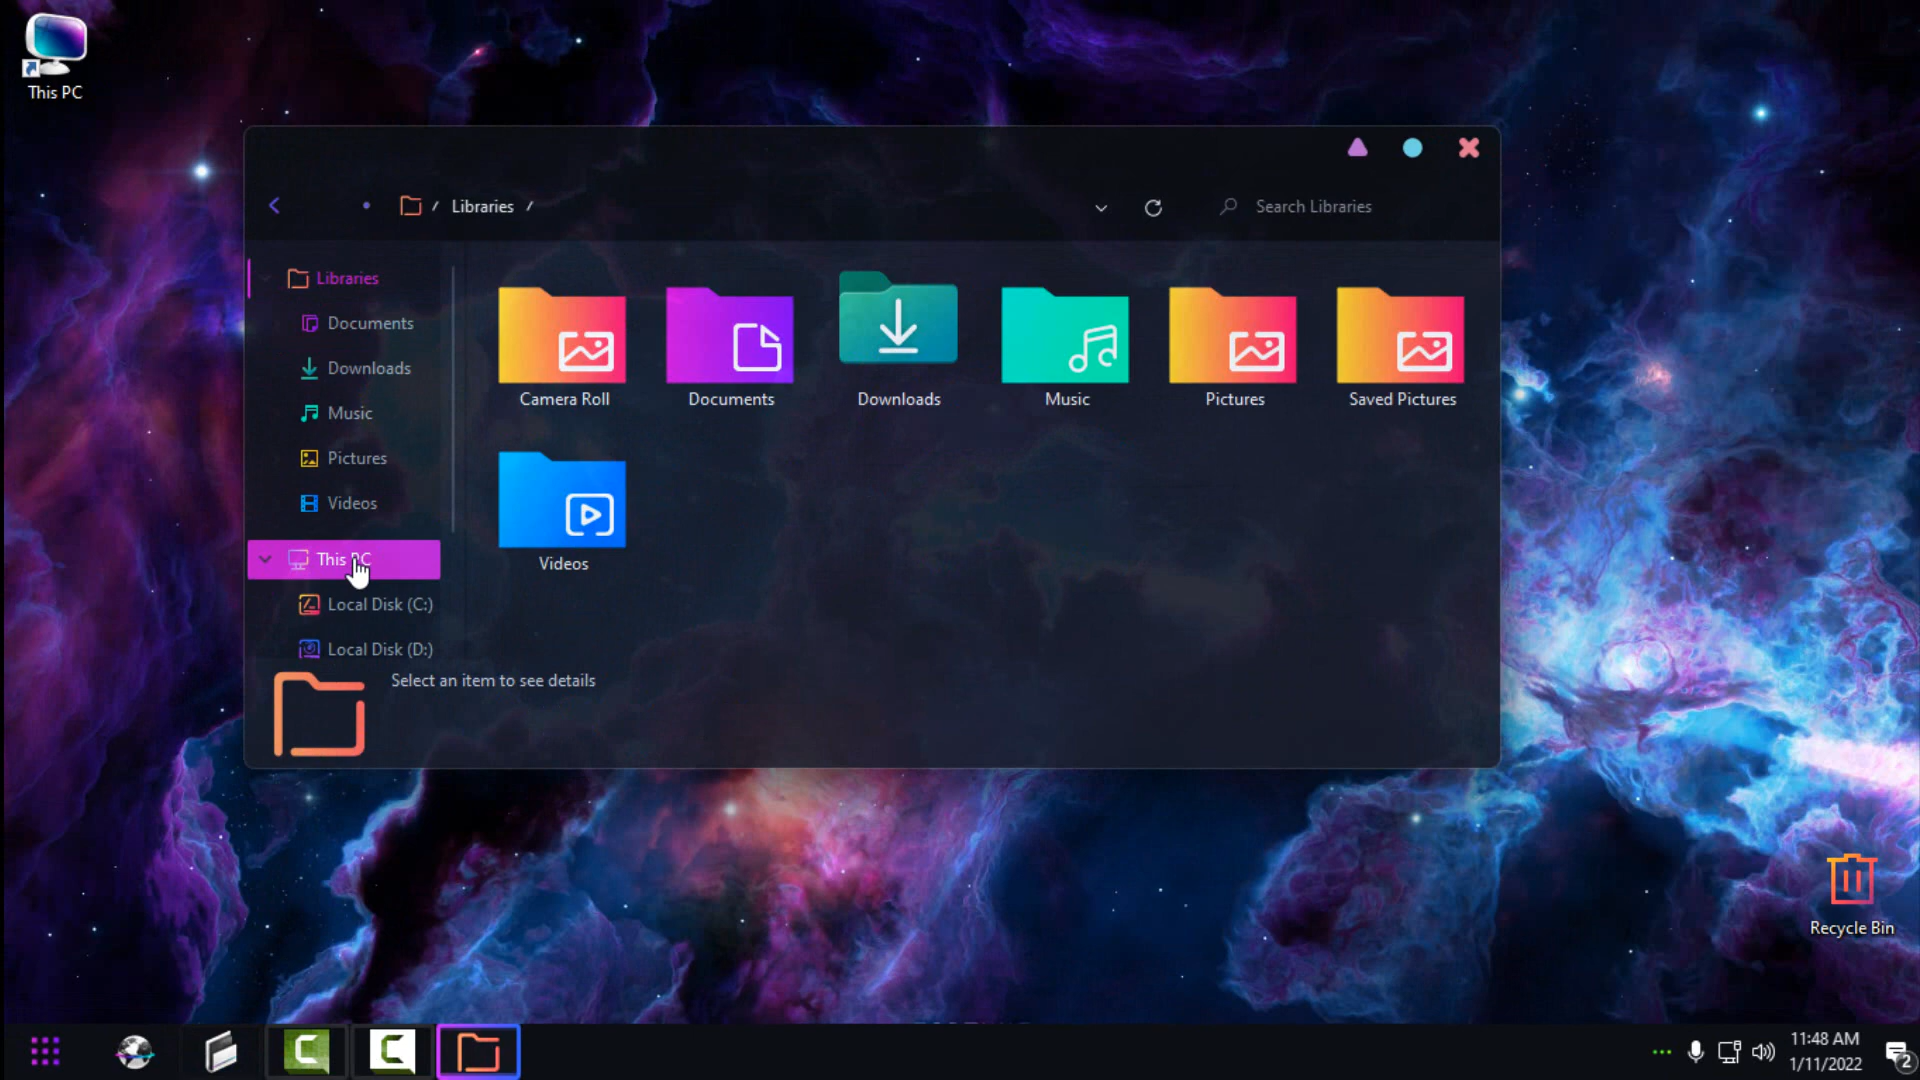 This PC
/ Libraries /
Search Libraries
Libraries
Documents
Downloads
Music
Pictures
Videos
This PC
Local Disk (C:)
Local Disk (D:)
Camera Roll
Documents
Downloads
Music
Pictures
Saved Pictures
Videos
Select an item to see details
Recycle Bin
11:48 AM
1/11/2022
2